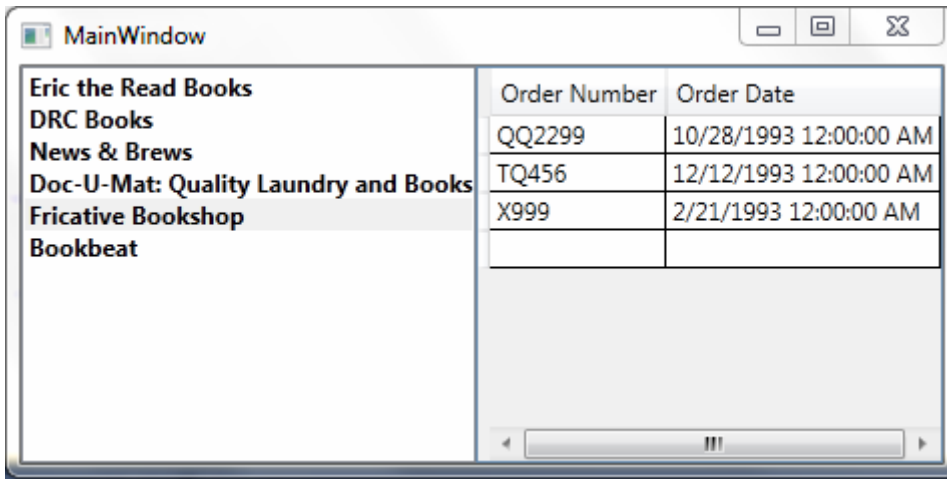 MainWindow
Eric the Read Books
DRC Books
News & Brews
Doc-U-Mat: Quality Laundry and Books
Fricative Bookshop
Bookbeat
Order Number Order Date
QQ2299 10/28/1993 12:00:00 AM
TQ456 12/12/1993 12:00:00 AM
X999 2/21/1993 12:00:00 AM